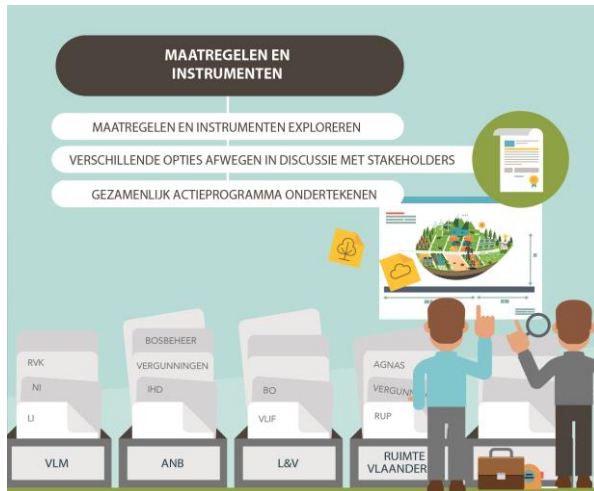 MAATREGELEN EN
INSTRUMENTEN
MAATREGELEN EN INSTRUMENTEN EXPLOREREN
VERSCHILLENDE OPTIES AFWEGEN IN DISCUSSIE MET STAKEHOLDERS
GEZAMENLIJK ACTIEPROGRAMMA ONDERTEKENEN
RVK
NI
LI
VLM
BOSBEHEER
VERGUNNINGEN
IHD
ANB
BO
VLIF
L&V
AGNAS
VERGUNN
RUP
RUIMTE
VLAANDER